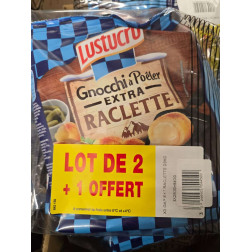 Lustucru
Gnocchi à Poêler
EXTRA
RACLETTE
LOT DE 2
+ 1 OFFERT